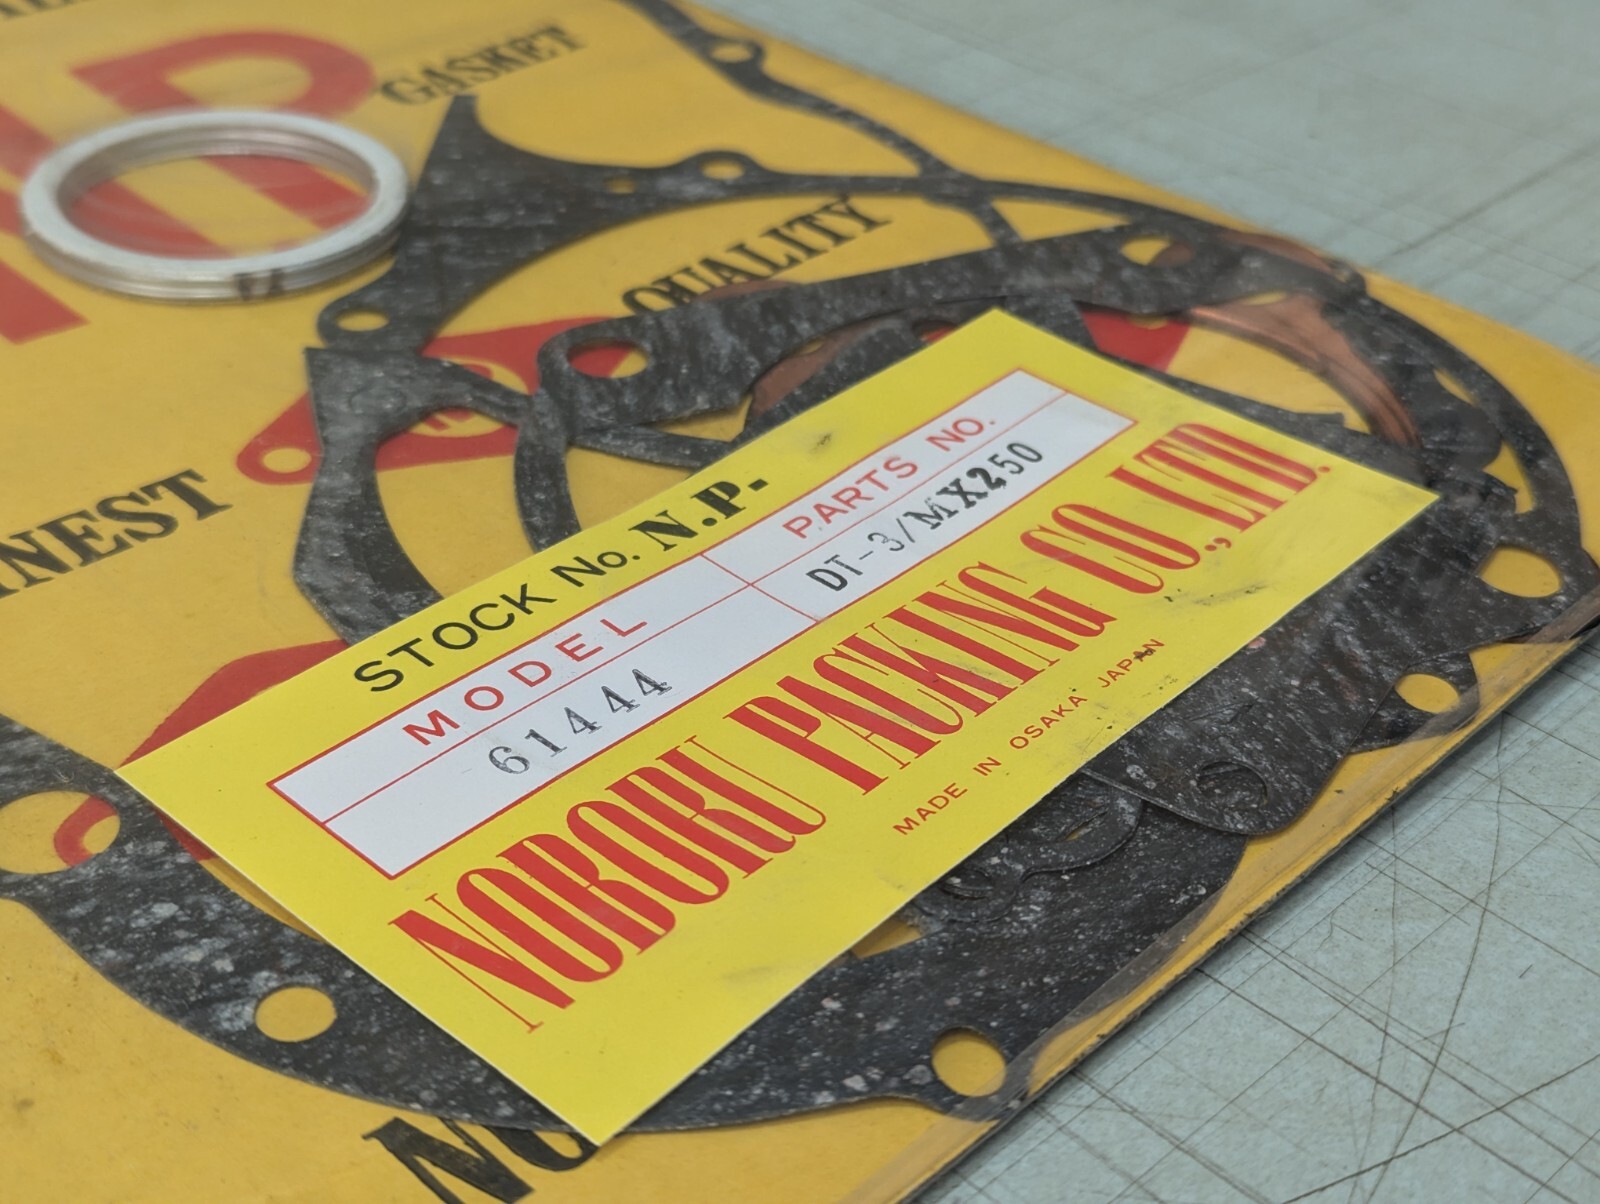 GASKET
QUALITY
STOCK No. N.P-
MODEL PARTS NO.
61444 DT-3/MX250
NOBORU PACKING CO.,LTD.
MADE IN OSAKA JAPAN